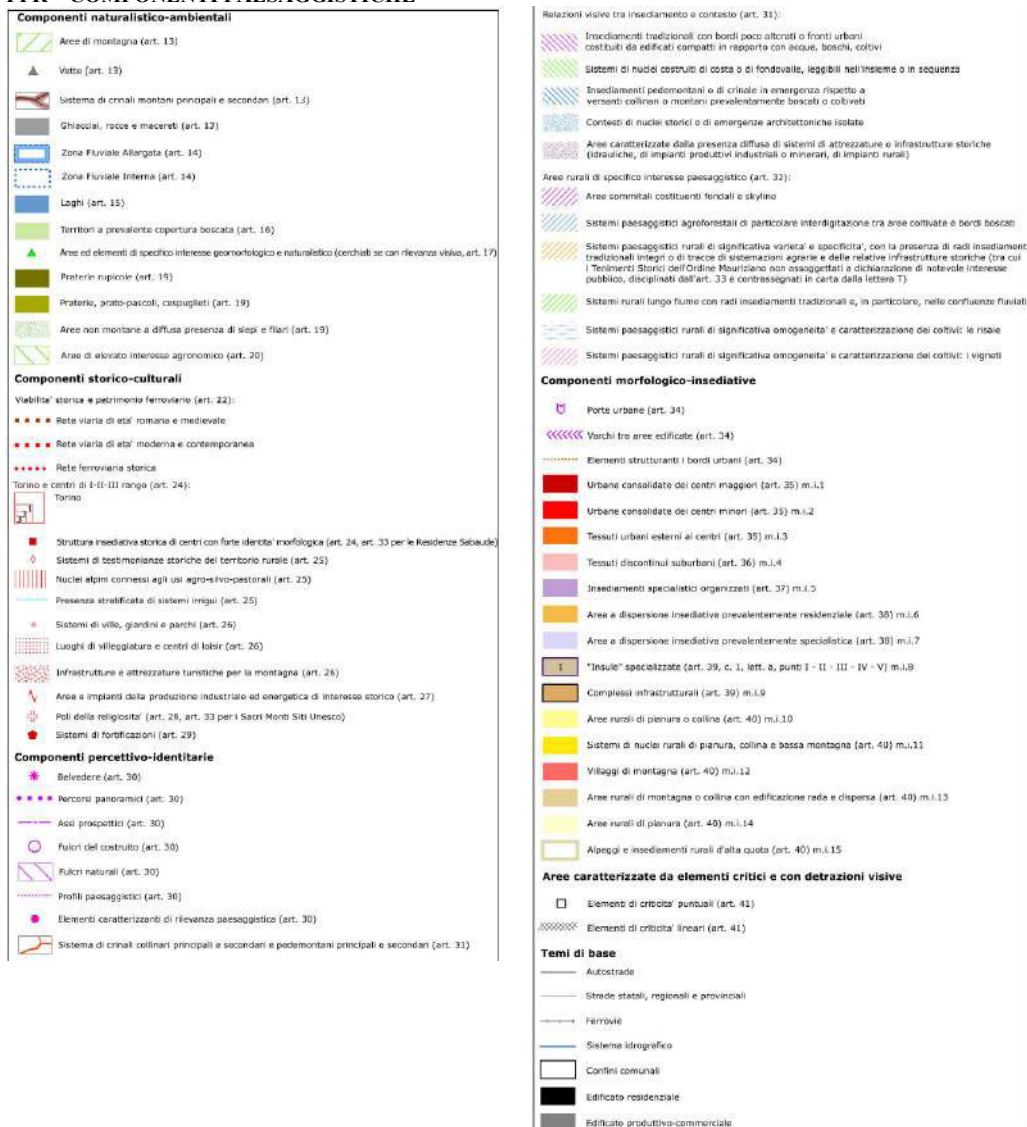 PPR – COMPONENTI PAESAGGISTICHE
Componenti naturalistico-ambientali
Aree di montagna (art. 13)
Vette (art. 13)
Sistema di crinali montani principali e secondari (art. 13)
Ghiacciai, rocce e macereti (art. 13)
Zona Fluviale Allargata (art. 14)
Zona Fluviale Interna (art. 14)
Laghi (art. 15)
Territori a prevalente copertura boscata (art. 16)
Aree ed elementi di specifico interesse geomorfologico e naturalistico (cerchiati se con rilevanza visiva, art. 17)
Praterie rupicole (art. 19)
Praterie, prato-pascoli, cespuglieti (art. 19)
Aree non montane a diffusa presenza di siepi e filari (art. 19)
Aree di elevato interesse agronomico (art. 20)
Componenti storico-culturali
Viabilita' storica e patrimonio ferroviario (art. 22):
Rete viaria di eta' romana e medievale
Rete viaria di eta' moderna e contemporanea
Rete ferroviaria storica
Torino e centri di I-II-III rango (art. 24):
Torino
Struttura insediativa storica di centri con forte identita' morfologica (art. 24, art. 33 per le Residenze Sabaude)
Sistemi di testimonianze storiche del territorio rurale (art. 25)
Nuclei alpini connessi agli usi agro-silvo-pastorali (art. 25)
Presenza stratificata di sistemi irrigui (art. 25)
Sistemi di ville, giardini e parchi (art. 26)
Luoghi di villeggiatura e centri di loisir (art. 26)
Infrastrutture e attrezzature turistiche per la montagna (art. 26)
Aree e impianti della produzione industriale ed energetica di interesse storico (art. 27)
Poli della religiosita' (art. 28, art. 33 per i Sacri Monti Siti Unesco)
Sistemi di fortificazioni (art. 29)
Componenti percettivo-identitarie
Belvedere (art. 30)
Percorsi panoramici (art. 30)
Assi prospettici (art. 30)
Fulcri del costruito (art. 30)
Fulcri naturali (art. 30)
Profili paesaggistici (art. 30)
Elementi caratterizzanti di rilevanza paesaggistica (art. 30)
Sistema di crinali collinari principali e secondari e pedemontani principali e secondari (art. 31)
Relazioni visive tra insediamento e contesto (art. 31):
Insediamenti tradizionali con bordi poco alterati o fronti urbani
costituiti da edificati compatti in rapporto con acque, boschi, coltivi
Sistemi di nuclei costruiti di costa o di fondovalle, leggibili nell'insieme o in sequenza
Insediamenti pedemontani o di crinale in emergenza rispetto a
versanti collinari o montani prevalentemente boscati o coltivati
Contesti di nuclei storici o di emergenze architettoniche isolate
Aree caratterizzate dalla presenza diffusa di sistemi di attrezzature o infrastrutture storiche
(idrauliche, di impianti produttivi industriali o minerari, di impianti rurali)
Aree rurali di specifico interesse paesaggistico (art. 32):
Aree sommitali costituenti fondali e skyline
Sistemi paesaggistici agroforestali di particolare interdigitazione tra aree coltivate e bordi boscati
Sistemi paesaggistici rurali di significativa varieta' e specificita', con la presenza di radi insediament
tradizionali integri o di tracce di sistemazioni agrarie e delle relative infrastrutture storiche (tra cui
i Tenimenti Storici dell'Ordine Mauriziano non assoggettati a dichiarazione di notevole interesse
pubblico, disciplinati dall'art. 33 e contrassegnati in carta dalla lettera T)
Sistemi rurali lungo fiume con radi insediamenti tradizionali e, in particolare, nelle confluenze fluviali
Sistemi paesaggistici rurali di significativa omogeneita' e caratterizzazione dei coltivi: le risaie
Sistemi paesaggistici rurali di significativa omogeneita' e caratterizzazione dei coltivi: i vigneti
Componenti morfologico-insediative
Porte urbane (art. 34)
Varchi tra aree edificate (art. 34)
Elementi strutturanti i bordi urbani (art. 34)
Urbane consolidate dei centri maggiori (art. 35) m.i.1
Urbane consolidate dei centri minori (art. 35) m.i.2
Tessuti urbani esterni ai centri (art. 35) m.i.3
Tessuti discontinui suburbani (art. 36) m.i.4
Insediamenti specialistici organizzati (art. 37) m.i.5
Area a dispersione insediativa prevalentemente residenziale (art. 38) m.i.6
Area a dispersione insediativa prevalentemente specialistica (art. 38) m.i.7
I "Insule" specializzate (art. 39, c. 1, lett. a, punti I - II - III - IV - V) m.i.8
Complessi infrastrutturali (art. 39) m.i.9
Aree rurali di pianura o collina (art. 40) m.i.10
Sistemi di nuclei rurali di pianura, collina e bassa montagna (art. 40) m.i.11
Villaggi di montagna (art. 40) m.i.12
Aree rurali di montagna o collina con edificazione rada e dispersa (art. 40) m.i.13
Aree rurali di pianura (art. 40) m.i.14
Alpeggi e insediamenti rurali d'alta quota (art. 40) m.i.15
Aree caratterizzate da elementi critici e con detrazioni visive
Elementi di criticita' puntuali (art. 41)
Elementi di criticita' lineari (art. 41)
Temi di base
Autostrade
Strade statali, regionali e provinciali
Ferrovie
Sistema idrografico
Confini comunali
Edificato residenziale
Edificato produttivo-commerciale